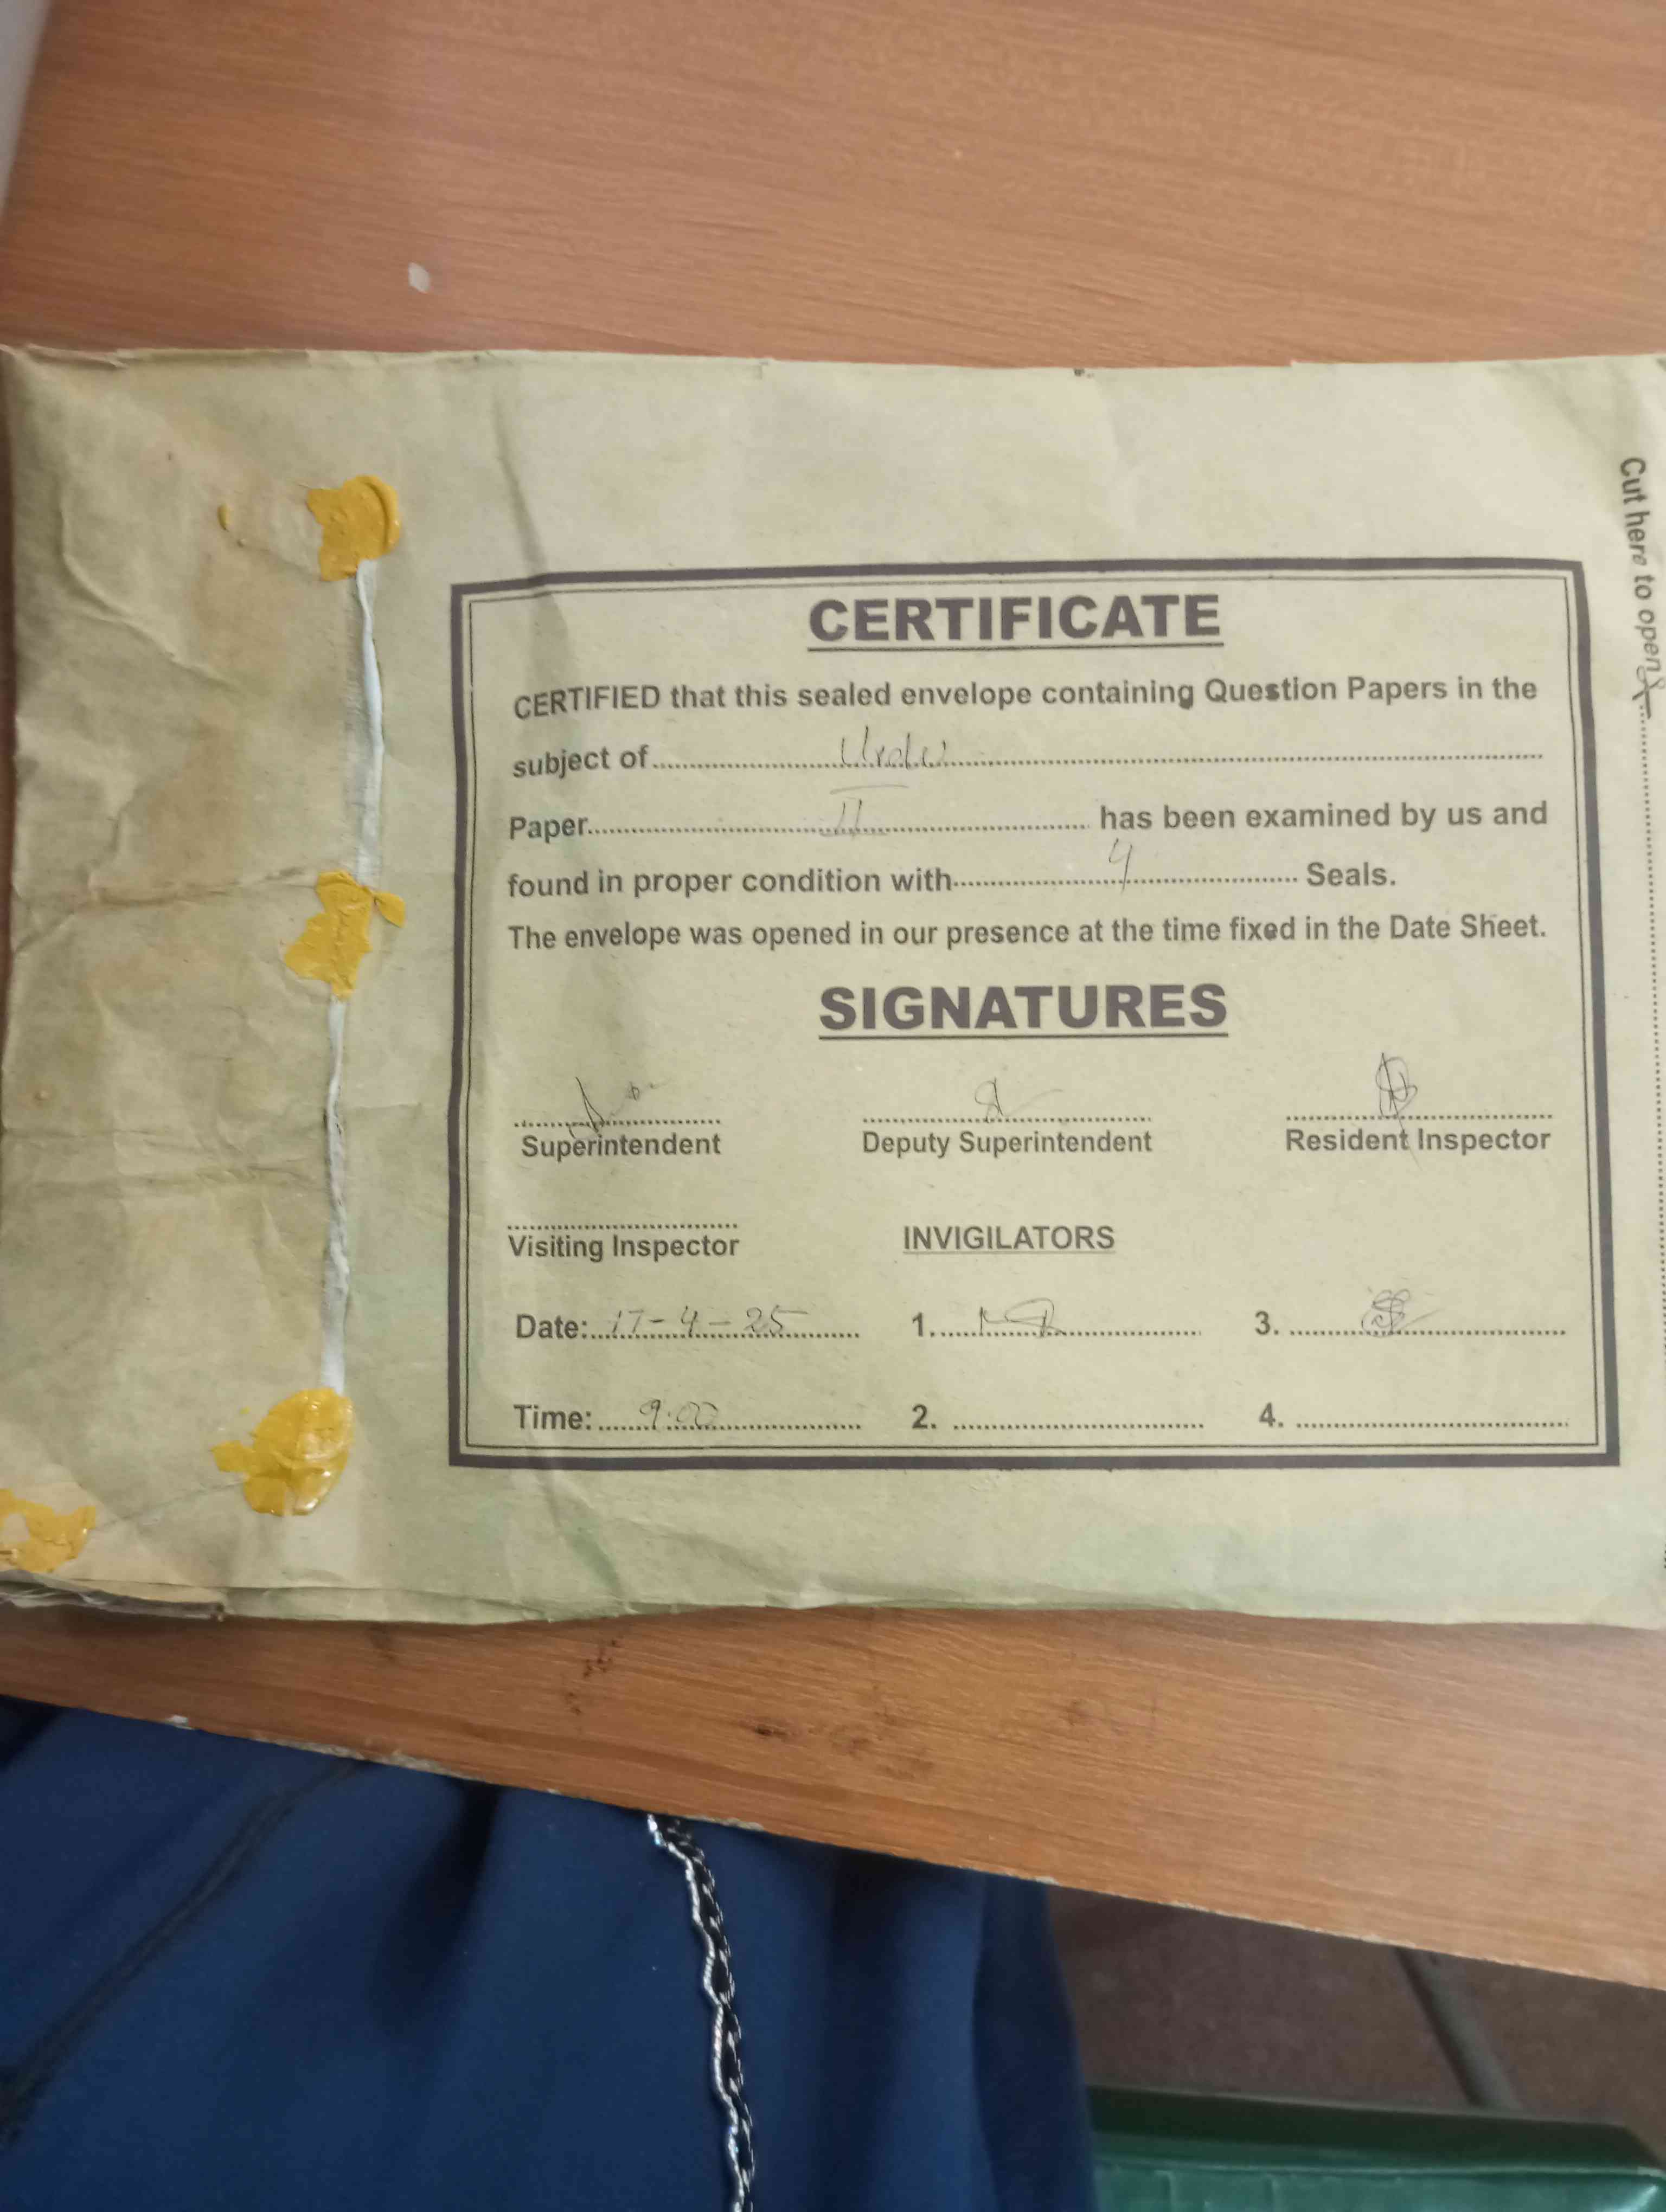 CERTIFICATE
CERTIFIED that this sealed envelope containing Question Papers in the
subject of Urdu
Paper II has been examined by us and
found in proper condition with 4 Seals.
The envelope was opened in our presence at the time fixed in the Date Sheet.
SIGNATURES
Superintendent Deputy Superintendent Resident Inspector
Visiting Inspector INVIGILATORS
Date: 17-4-25 1. 3.
Time: 9:00 2. 4.
Cut here to open